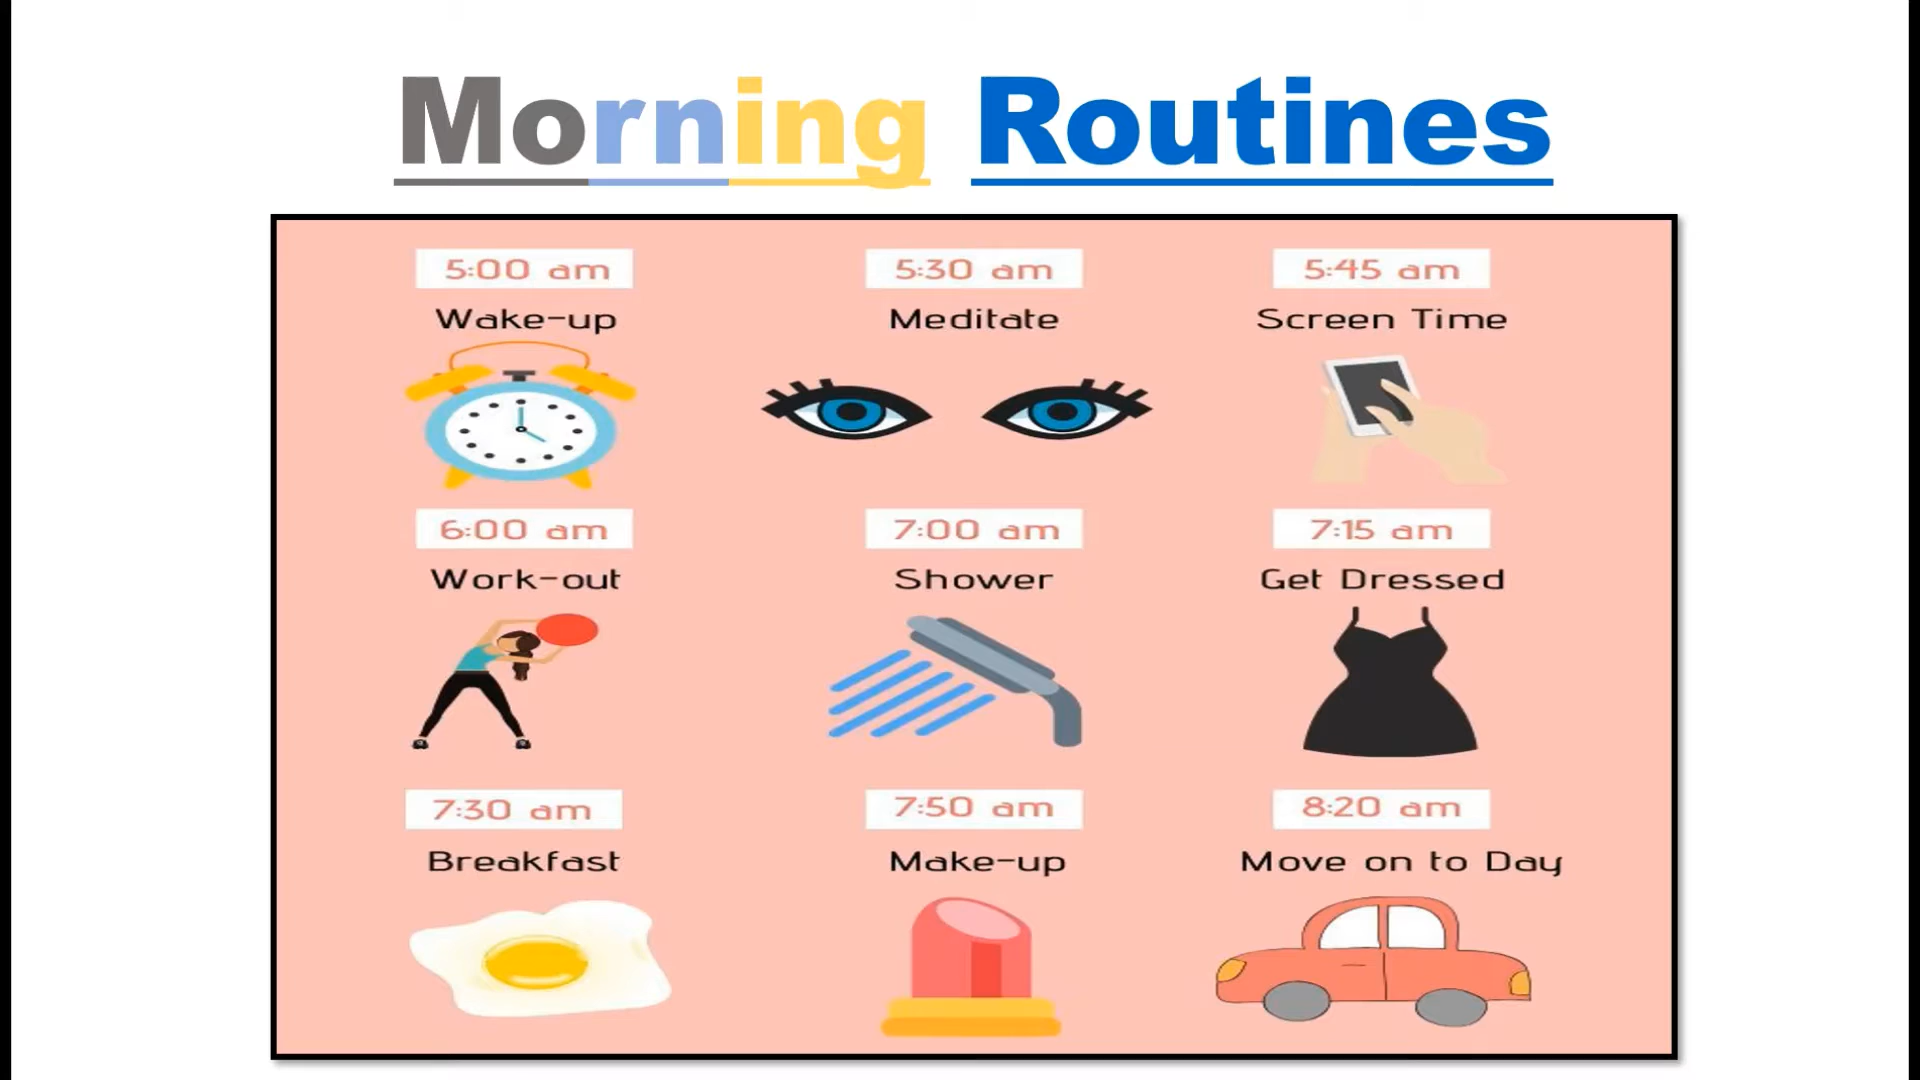 Morning Routines
5:00 am
Wake-up
5:30 am
Meditate
5:45 am
Screen Time
6:00 am
Work-out
7:00 am
Shower
7:15 am
Get Dressed
7:30 am
Breakfast
7:50 am
Make-up
8:20 am
Move on to Day